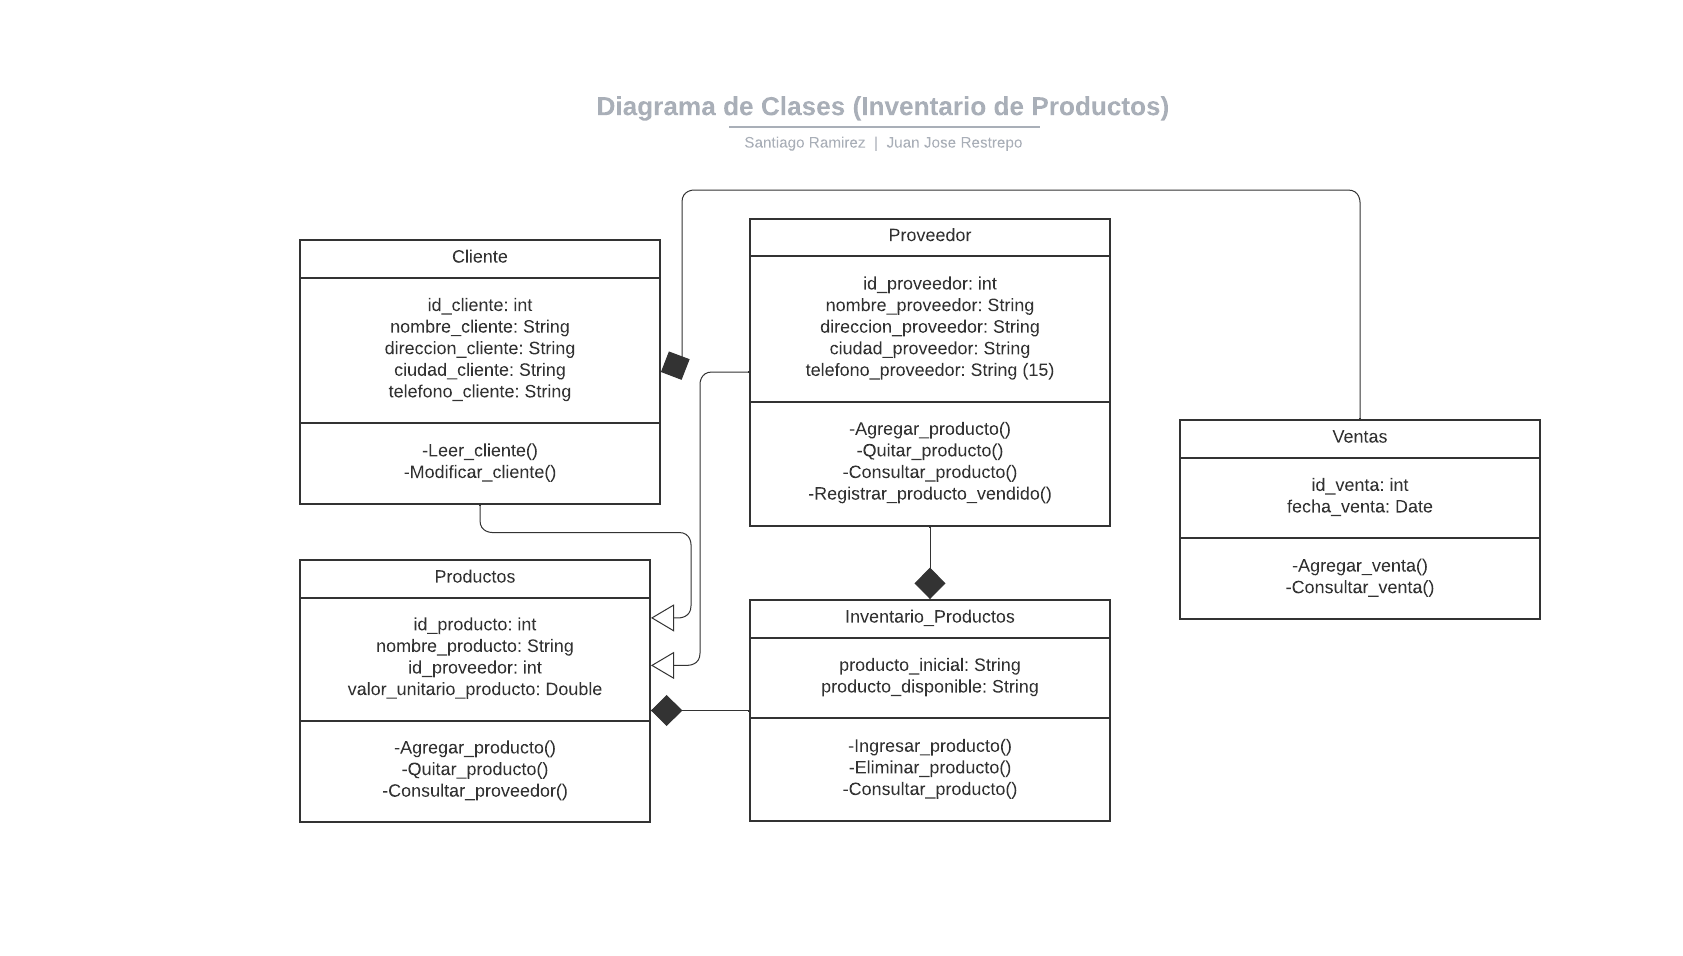 Diagrama de Clases (Inventario de Productos)
Santiago Ramirez | Juan Jose Restrepo
Cliente
id_cliente: int
nombre_cliente: String
direccion_cliente: String
ciudad_cliente: String
telefono_cliente: String
-Leer_cliente()
-Modificar_cliente()
Proveedor
id_proveedor: int
nombre_proveedor: String
direccion_proveedor: String
ciudad_proveedor: String
telefono_proveedor: String (15)
-Agregar_producto()
-Quitar_producto()
-Consultar_producto()
-Registrar_producto_vendido()
Ventas
id_venta: int
fecha_venta: Date
-Agregar_venta()
-Consultar_venta()
Productos
id_producto: int
nombre_producto: String
id_proveedor: int
valor_unitario_producto: Double
-Agregar_producto()
-Quitar_producto()
-Consultar_proveedor()
Inventario_Productos
producto_inicial: String
producto_disponible: String
-Ingresar_producto()
-Eliminar_producto()
-Consultar_producto()